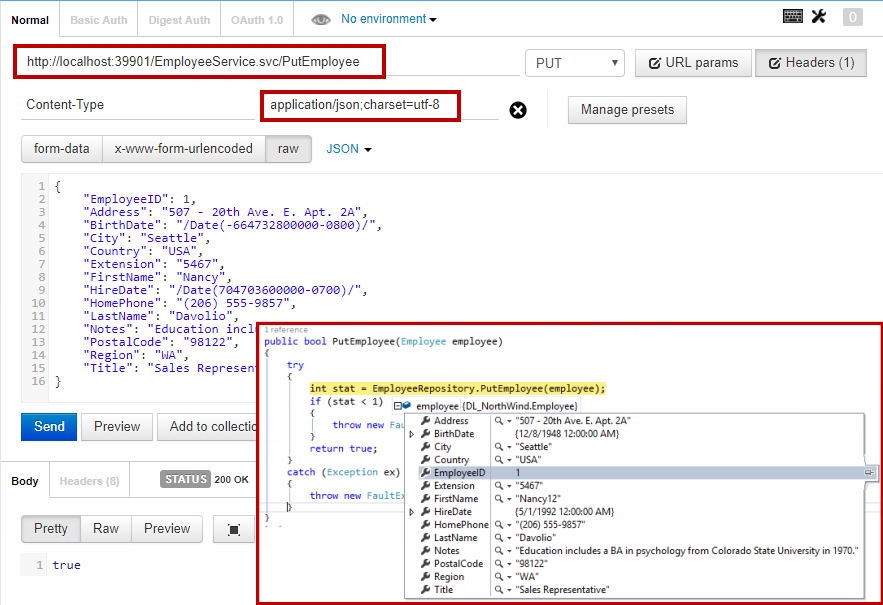 Normal Basic Auth Digest Auth OAuth 1.0 No environment 0
http://localhost:39901/EmployeeService.svc/PutEmployee PUT URL params Headers (1)
Content-Type application/json;charset=utf-8 Manage presets
form-data x-www-form-urlencoded raw JSON
1 {
2 "EmployeeID": 1,
3 "Address": "507 - 20th Ave. E. Apt. 2A",
4 "BirthDate": "/Date(-664732800000-0800)/",
5 "City": "Seattle",
6 "Country": "USA",
7 "Extension": "5467",
8 "FirstName": "Nancy",
9 "HireDate": "/Date(704703600000-0700)/",
10 "HomePhone": "(206) 555-9857",
11 "LastName": "Davolio",
12 "Notes": "Education incl
13 "PostalCode": "98122",
14 "Region": "WA",
15 "Title": "Sales Represent
16 }
Send Preview Add to collectio
Body Headers (8) STATUS 200 OK
Pretty Raw Preview
1 true
1 reference
public bool PutEmployee(Employee employee)
{
try
{
int stat = EmployeeRepository.PutEmployee(employee);
if (stat < 1)
{
throw new Fau
}
return true;
}
catch (Exception ex)
{
throw new FaultEx
}
}
employee {DL_NorthWind.Employee}
Address "507 - 20th Ave. E. Apt. 2A"
BirthDate {12/8/1948 12:00:00 AM}
City "Seattle"
Country "USA"
EmployeeID 1
Extension "5467"
FirstName "Nancy12"
HireDate {5/1/1992 12:00:00 AM}
HomePhone "(206) 555-9857"
LastName "Davolio"
Notes "Education includes a BA in psychology from Colorado State University in 1970."
PostalCode "98122"
Region "WA"
Title "Sales Representative"